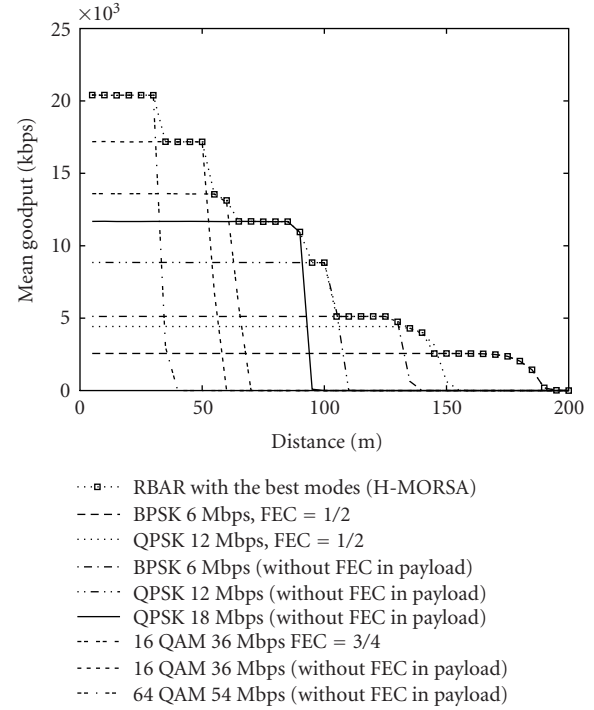 ×10³
25
20
15
10
5
0
Mean goodput (kbps)
0 50 100 150 200
Distance (m)
RBAR with the best modes (H-MORSA)
BPSK 6 Mbps, FEC = 1/2
QPSK 12 Mbps, FEC = 1/2
BPSK 6 Mbps (without FEC in payload)
QPSK 12 Mbps (without FEC in payload)
QPSK 18 Mbps (without FEC in payload)
16 QAM 36 Mbps FEC = 3/4
16 QAM 36 Mbps (without FEC in payload)
64 QAM 54 Mbps (without FEC in payload)